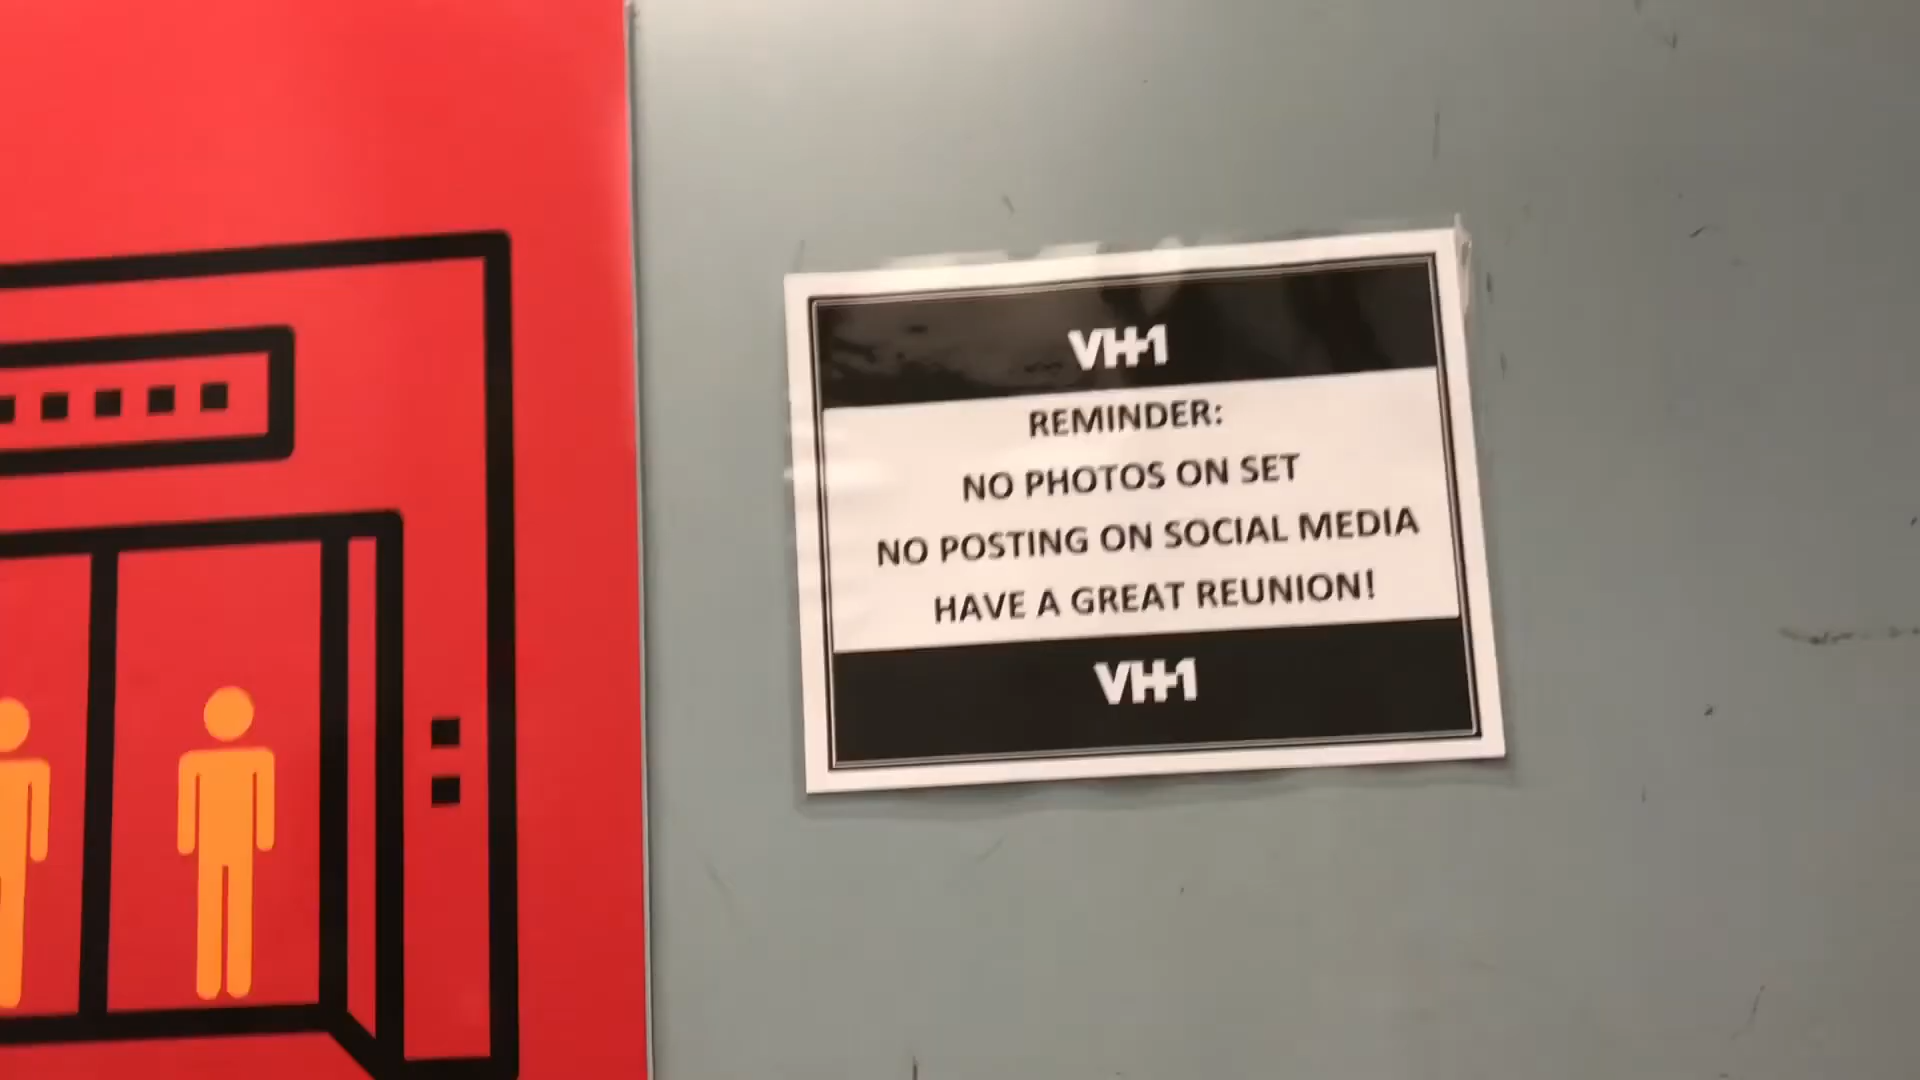 VH1
REMINDER:
NO PHOTOS ON SET
NO POSTING ON SOCIAL MEDIA
HAVE A GREAT REUNION!
VH1